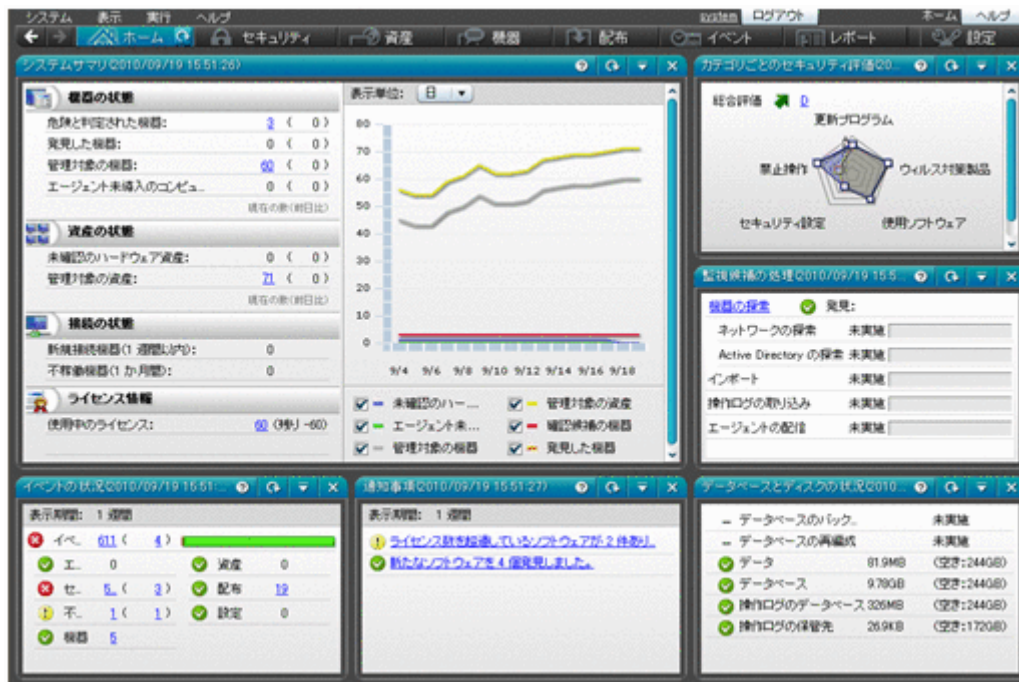 システム 表示 実行 ヘルプ system ログアウト ホーム ヘルプ
ホーム セキュリティ 資産 機器 配布 イベント レポート 設定
システムサマリ(2010/09/19 15:51:26)
機器の状態
危険と判定された機器: 3 ( 0)
発見した機器: 0 ( 0)
管理対象の機器: 60 ( 0)
エージェント未導入のコンピュ... 0 ( 0)
現在の数(前日比)
資産の状態
未確認のハードウェア資産: 0 ( 0)
管理対象の資産: 71 ( 0)
現在の数(前日比)
接続の状態
新規接続機器(1 週間以内): 0
不稼働機器(1 か月間): 0
ライセンス情報
使用中のライセンス: 60 (残り -60)
表示単位: 日
80
70
60
50
40
30
20
10
0
9/4 9/6 9/8 9/10 9/12 9/14 9/16 9/18
未確認のハー... 管理対象の資産
エージェント未... 確認候補の機器
管理対象の機器 発見した機器
カテゴリごとのセキュリティ評価(20...
総合評価 D
更新プログラム
禁止操作 ウィルス対策製品
セキュリティ設定 使用ソフトウェア
監視候補の処理(2010/09/19 15:5...
機器の探索 発見:
ネットワークの探索 未実施
Active Directory の探索 未実施
インポート 未実施
操作ログの取り込み 未実施
エージェントの配信 未実施
イベントの状況(2010/09/19 15:51:...
表示期間: 1 週間
イベ... 611 ( 4)
エ... 0 資産 0
セ... 5... ( 3) 配布 19
不... 1 ( 1) 設定 0
機器 5
通知事項(2010/09/19 15:51:27)
表示期間: 1 週間
ライセンス数を超過しているソフトウェアが 2 件あり...
新たなソフトウェアを 4 個発見しました。
データベースとディスクの状況(2010...
データベースのバック... 未実施
データベースの再編成 未実施
データ 81.9MB (空き:244GB)
データベース 9.78GB (空き:244GB)
操作ログのデータベース 326MB (空き:244GB)
操作ログの保管先 26.9KB (空き:172GB)